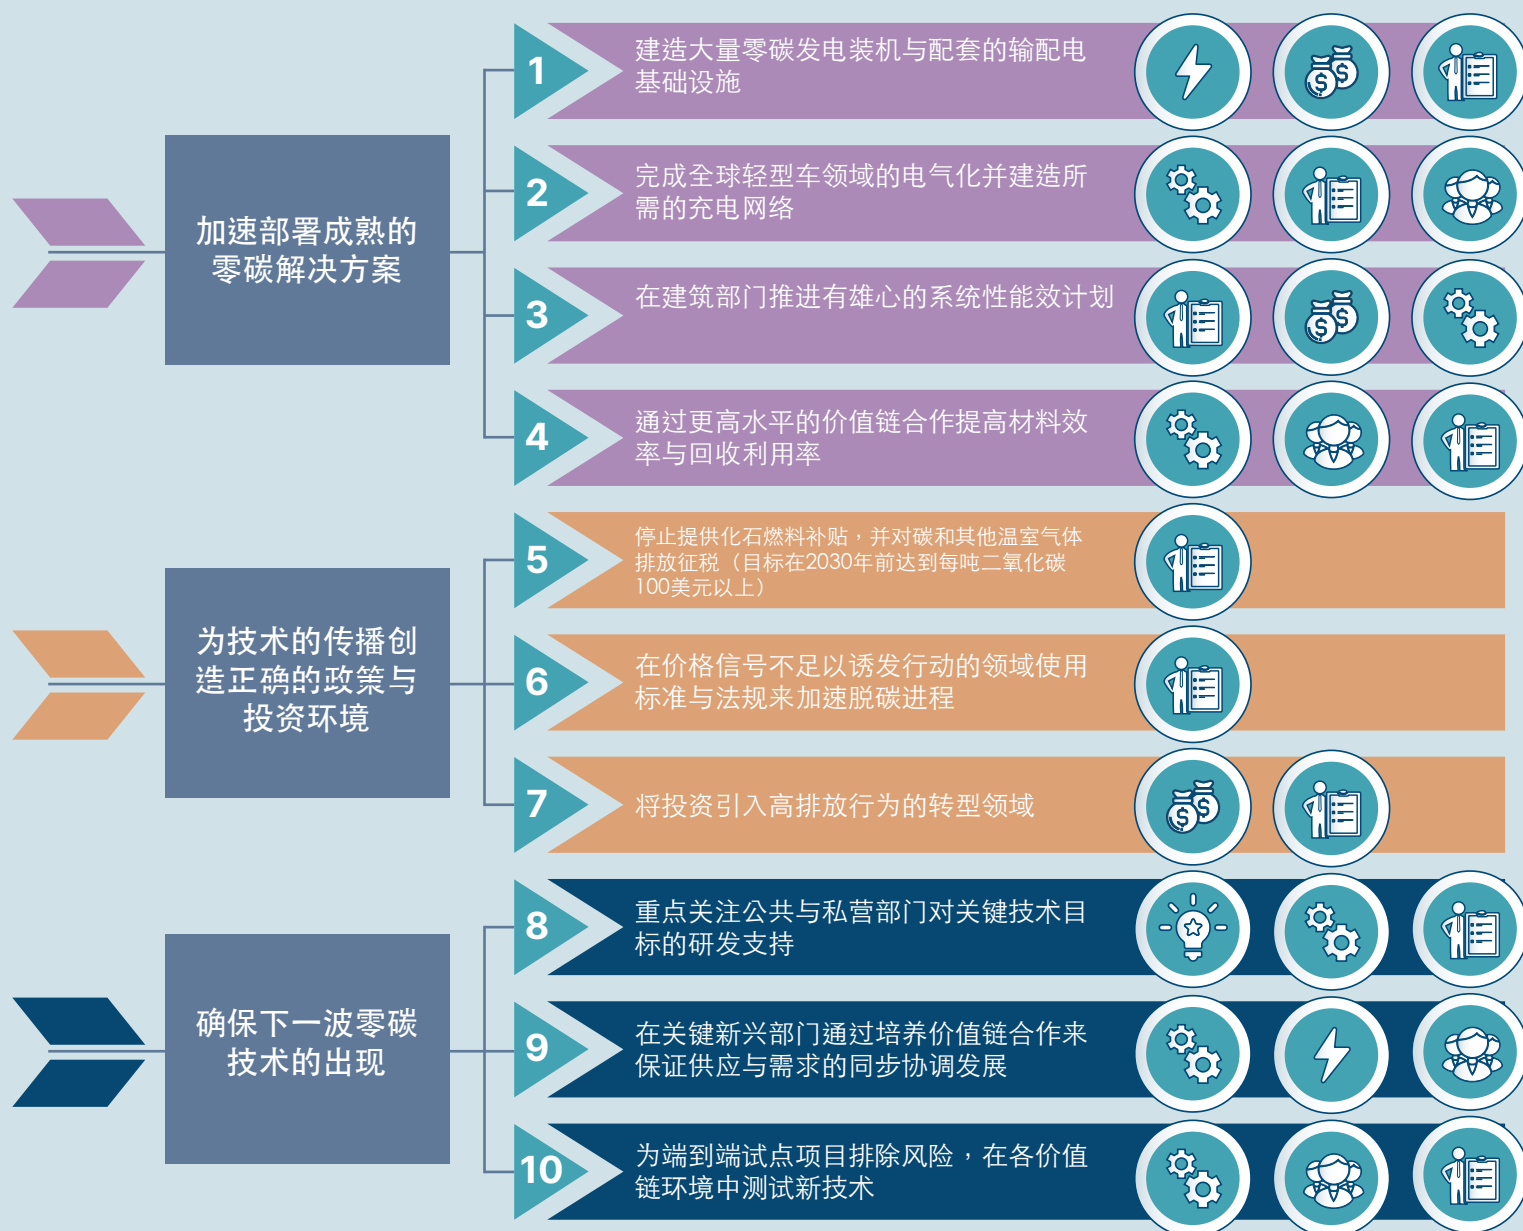 加速部署成熟的
零碳解决方案
1
建造大量零碳发电装机与配套的输配电
基础设施
2
完成全球轻型车领域的电气化并建造所
需的充电网络
3
在建筑部门推进有雄心的系统性能效计划
4
通过更高水平的价值链合作提高材料效
率与回收利用率
为技术的传播创
造正确的政策与
投资环境
5
停止提供化石燃料补贴，并对碳和其他温室气体
排放征税（目标在2030年前达到每吨二氧化碳
100美元以上）
6
在价格信号不足以诱发行动的领域使用
标准与法规来加速脱碳进程
7
将投资引入高排放行为的转型领域
确保下一波零碳
技术的出现
8
重点关注公共与私营部门对关键技术目
标的研发支持
9
在关键新兴部门通过培养价值链合作来
保证供应与需求的同步协调发展
10
为端到端试点项目排除风险，在各价值
链环境中测试新技术